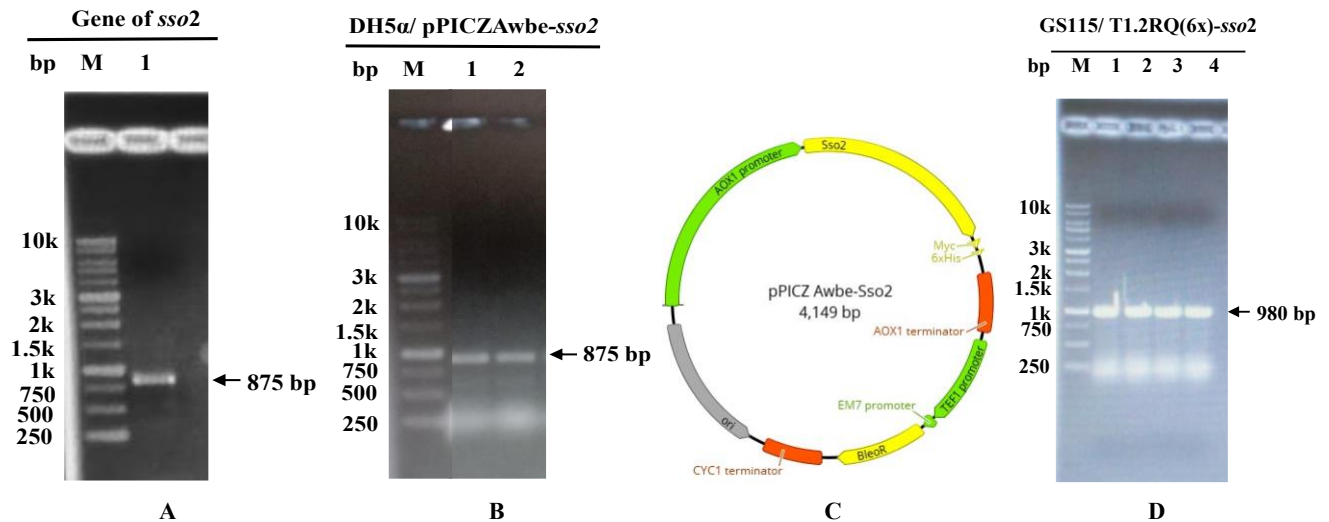 Gene of sso2
bp M 1
10k
3k
2k
1.5k
1k
750
500
250
875 bp
A
DH5α/ pPICZAwbe-sso2
bp M 1 2
10k
3k
2k
1.5k
1k
750
500
250
875 bp
B
AOX1 promoter
Sso2
Myc
6xHis
pPICZ Awbe-Sso2
4,149 bp
AOX1 terminator
TEF1 promoter
EM7 promoter
BleoR
CYC1 terminator
ori
C
GS115/ T1.2RQ(6x)-sso2
bp M 1 2 3 4
10k
3k
2k
1.5k
1k
750
250
980 bp
D